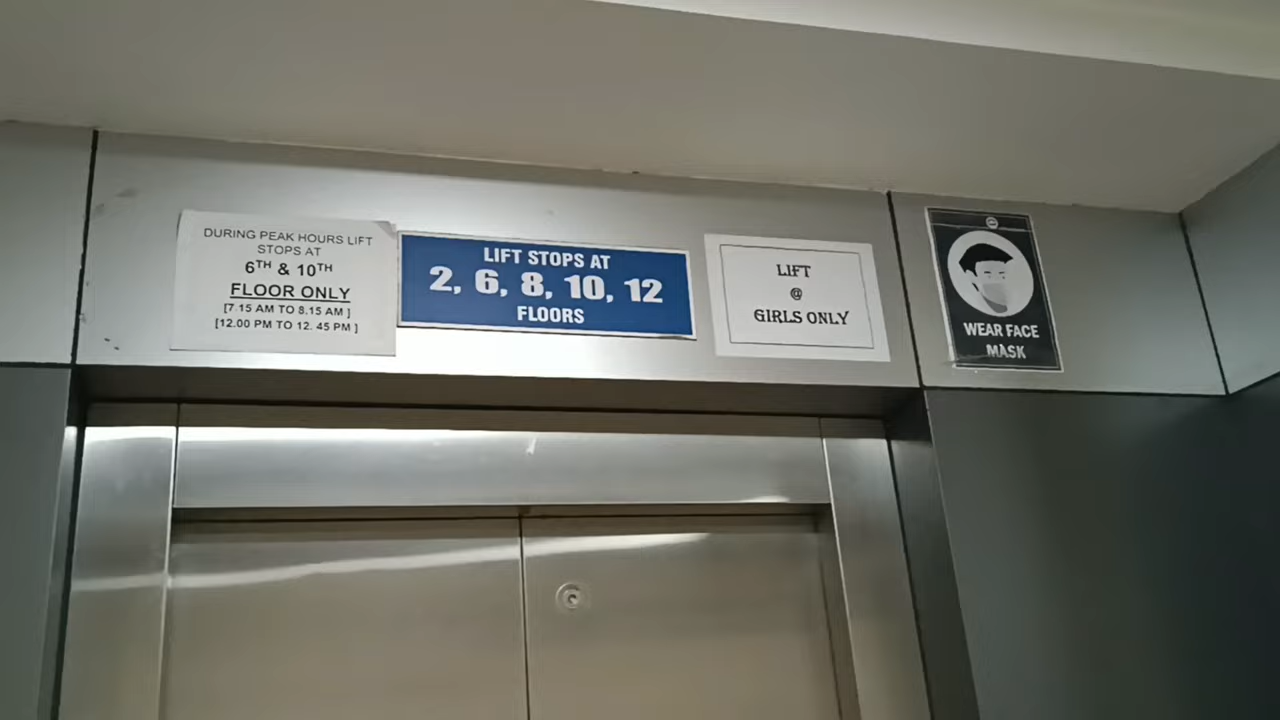 DURING PEAK HOURS LIFT
STOPS AT
6TH & 10TH
FLOOR ONLY
[7.15 AM TO 8.15 AM ]
[12.00 PM TO 12. 45 PM ]
LIFT STOPS AT
2, 6, 8, 10, 12
FLOORS
LIFT
@
GIRLS ONLY
WEAR FACE
MASK